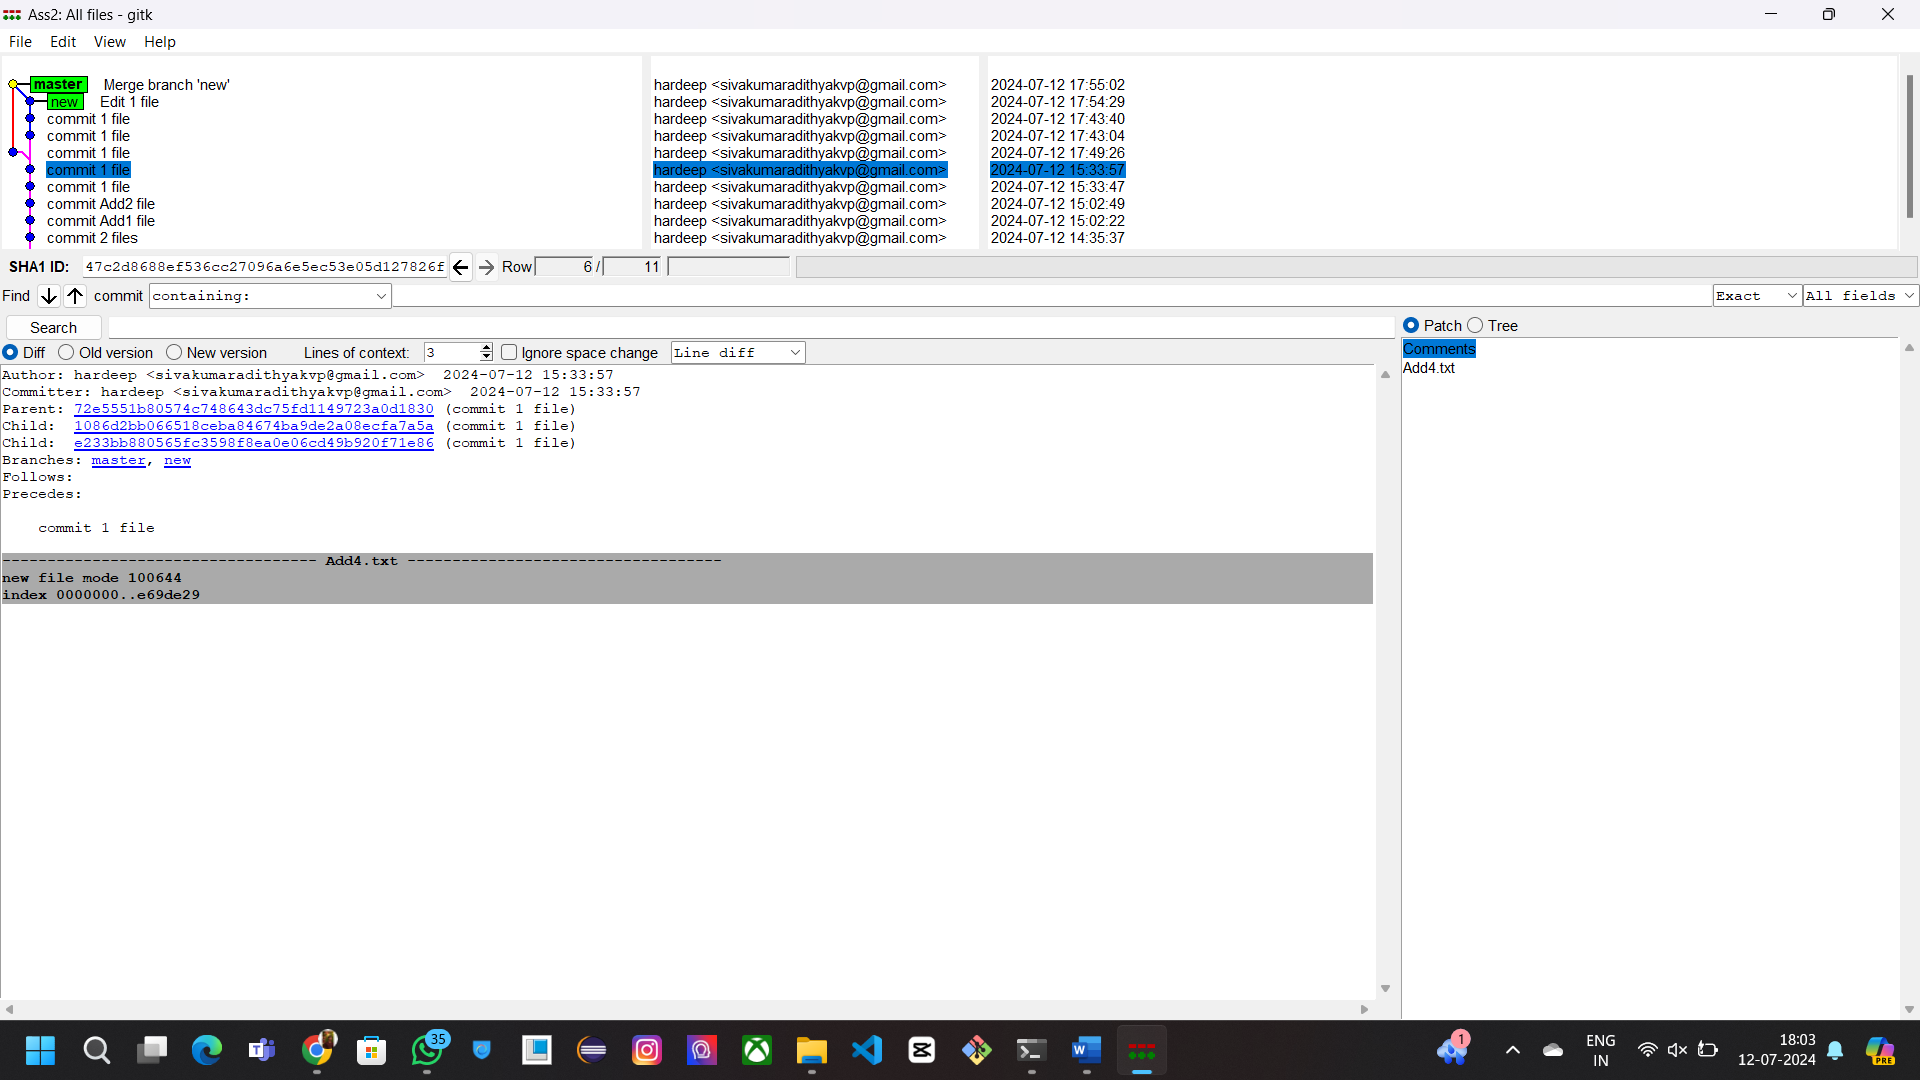 Ass2: All files - gitk
File Edit View Help
master Merge branch 'new' hardeep <sivakumaradithyakvp@gmail.com> 2024-07-12 17:55:02
new Edit 1 file hardeep <sivakumaradithyakvp@gmail.com> 2024-07-12 17:54:29
commit 1 file hardeep <sivakumaradithyakvp@gmail.com> 2024-07-12 17:43:40
commit 1 file hardeep <sivakumaradithyakvp@gmail.com> 2024-07-12 17:43:04
commit 1 file hardeep <sivakumaradithyakvp@gmail.com> 2024-07-12 17:49:26
commit 1 file hardeep <sivakumaradithyakvp@gmail.com> 2024-07-12 15:33:57
commit 1 file hardeep <sivakumaradithyakvp@gmail.com> 2024-07-12 15:33:47
commit Add2 file hardeep <sivakumaradithyakvp@gmail.com> 2024-07-12 15:02:49
commit Add1 file hardeep <sivakumaradithyakvp@gmail.com> 2024-07-12 15:02:22
commit 2 files hardeep <sivakumaradithyakvp@gmail.com> 2024-07-12 14:35:37
SHA1 ID: 47c2d8688ef536cc27096a6e5ec53e05d127826f Row 6 / 11
Find commit containing: Exact All fields
Search Patch Tree
Diff Old version New version Lines of context: 3 Ignore space change Line diff
Comments
Add4.txt
Author: hardeep <sivakumaradithyakvp@gmail.com> 2024-07-12 15:33:57
Committer: hardeep <sivakumaradithyakvp@gmail.com> 2024-07-12 15:33:57
Parent: 72e5551b80574c748643dc75fd1149723a0d1830 (commit 1 file)
Child: 1086d2bb066518ceba84674ba9de2a08ecfa7a5a (commit 1 file)
Child: e233bb880565fc3598f8ea0e06cd49b920f71e86 (commit 1 file)
Branches: master, new
Follows:
Precedes:
commit 1 file
----------------------------------- Add4.txt -----------------------------------
new file mode 100644
index 0000000..e69de29
35
1
ENG
IN
18:03
12-07-2024
PRE